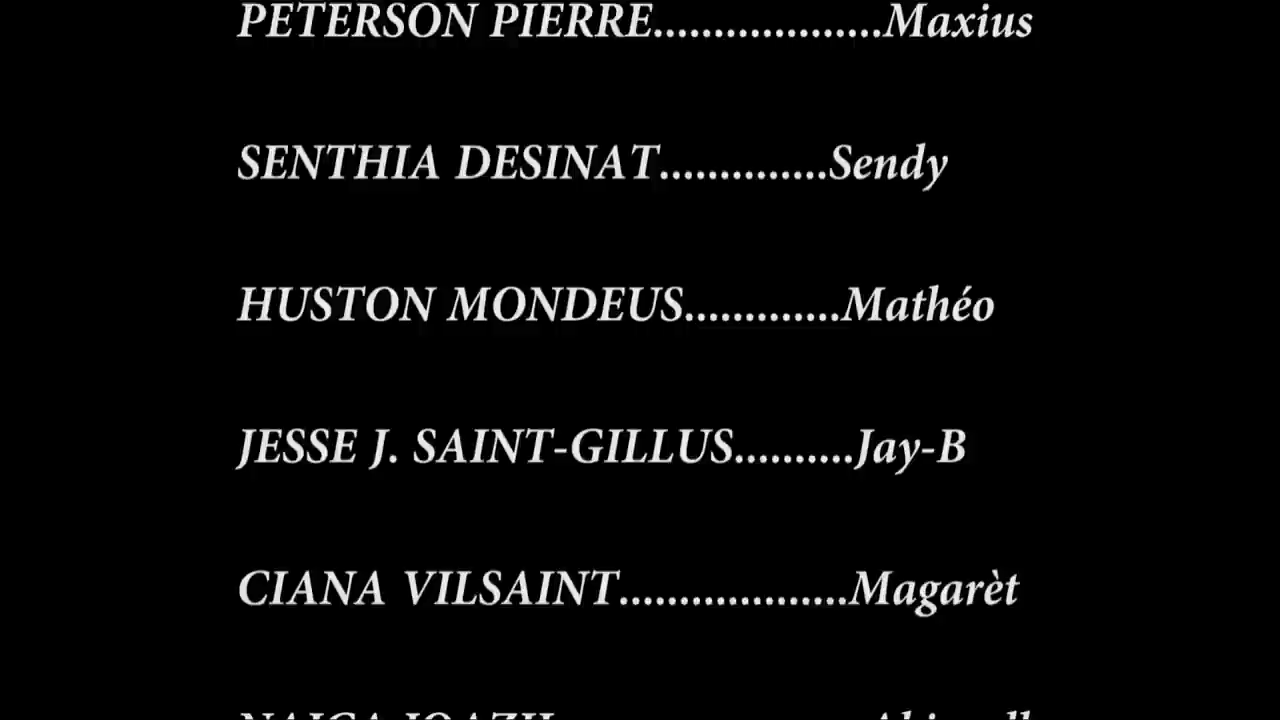 PETERSON PIERRE...................Maxius
SENTHIA DESINAT..............Sendy
HUSTON MONDEUS.............Mathéo
JESSE J. SAINT-GILLUS..........Jay-B
CIANA VILSAINT...................Magarèt